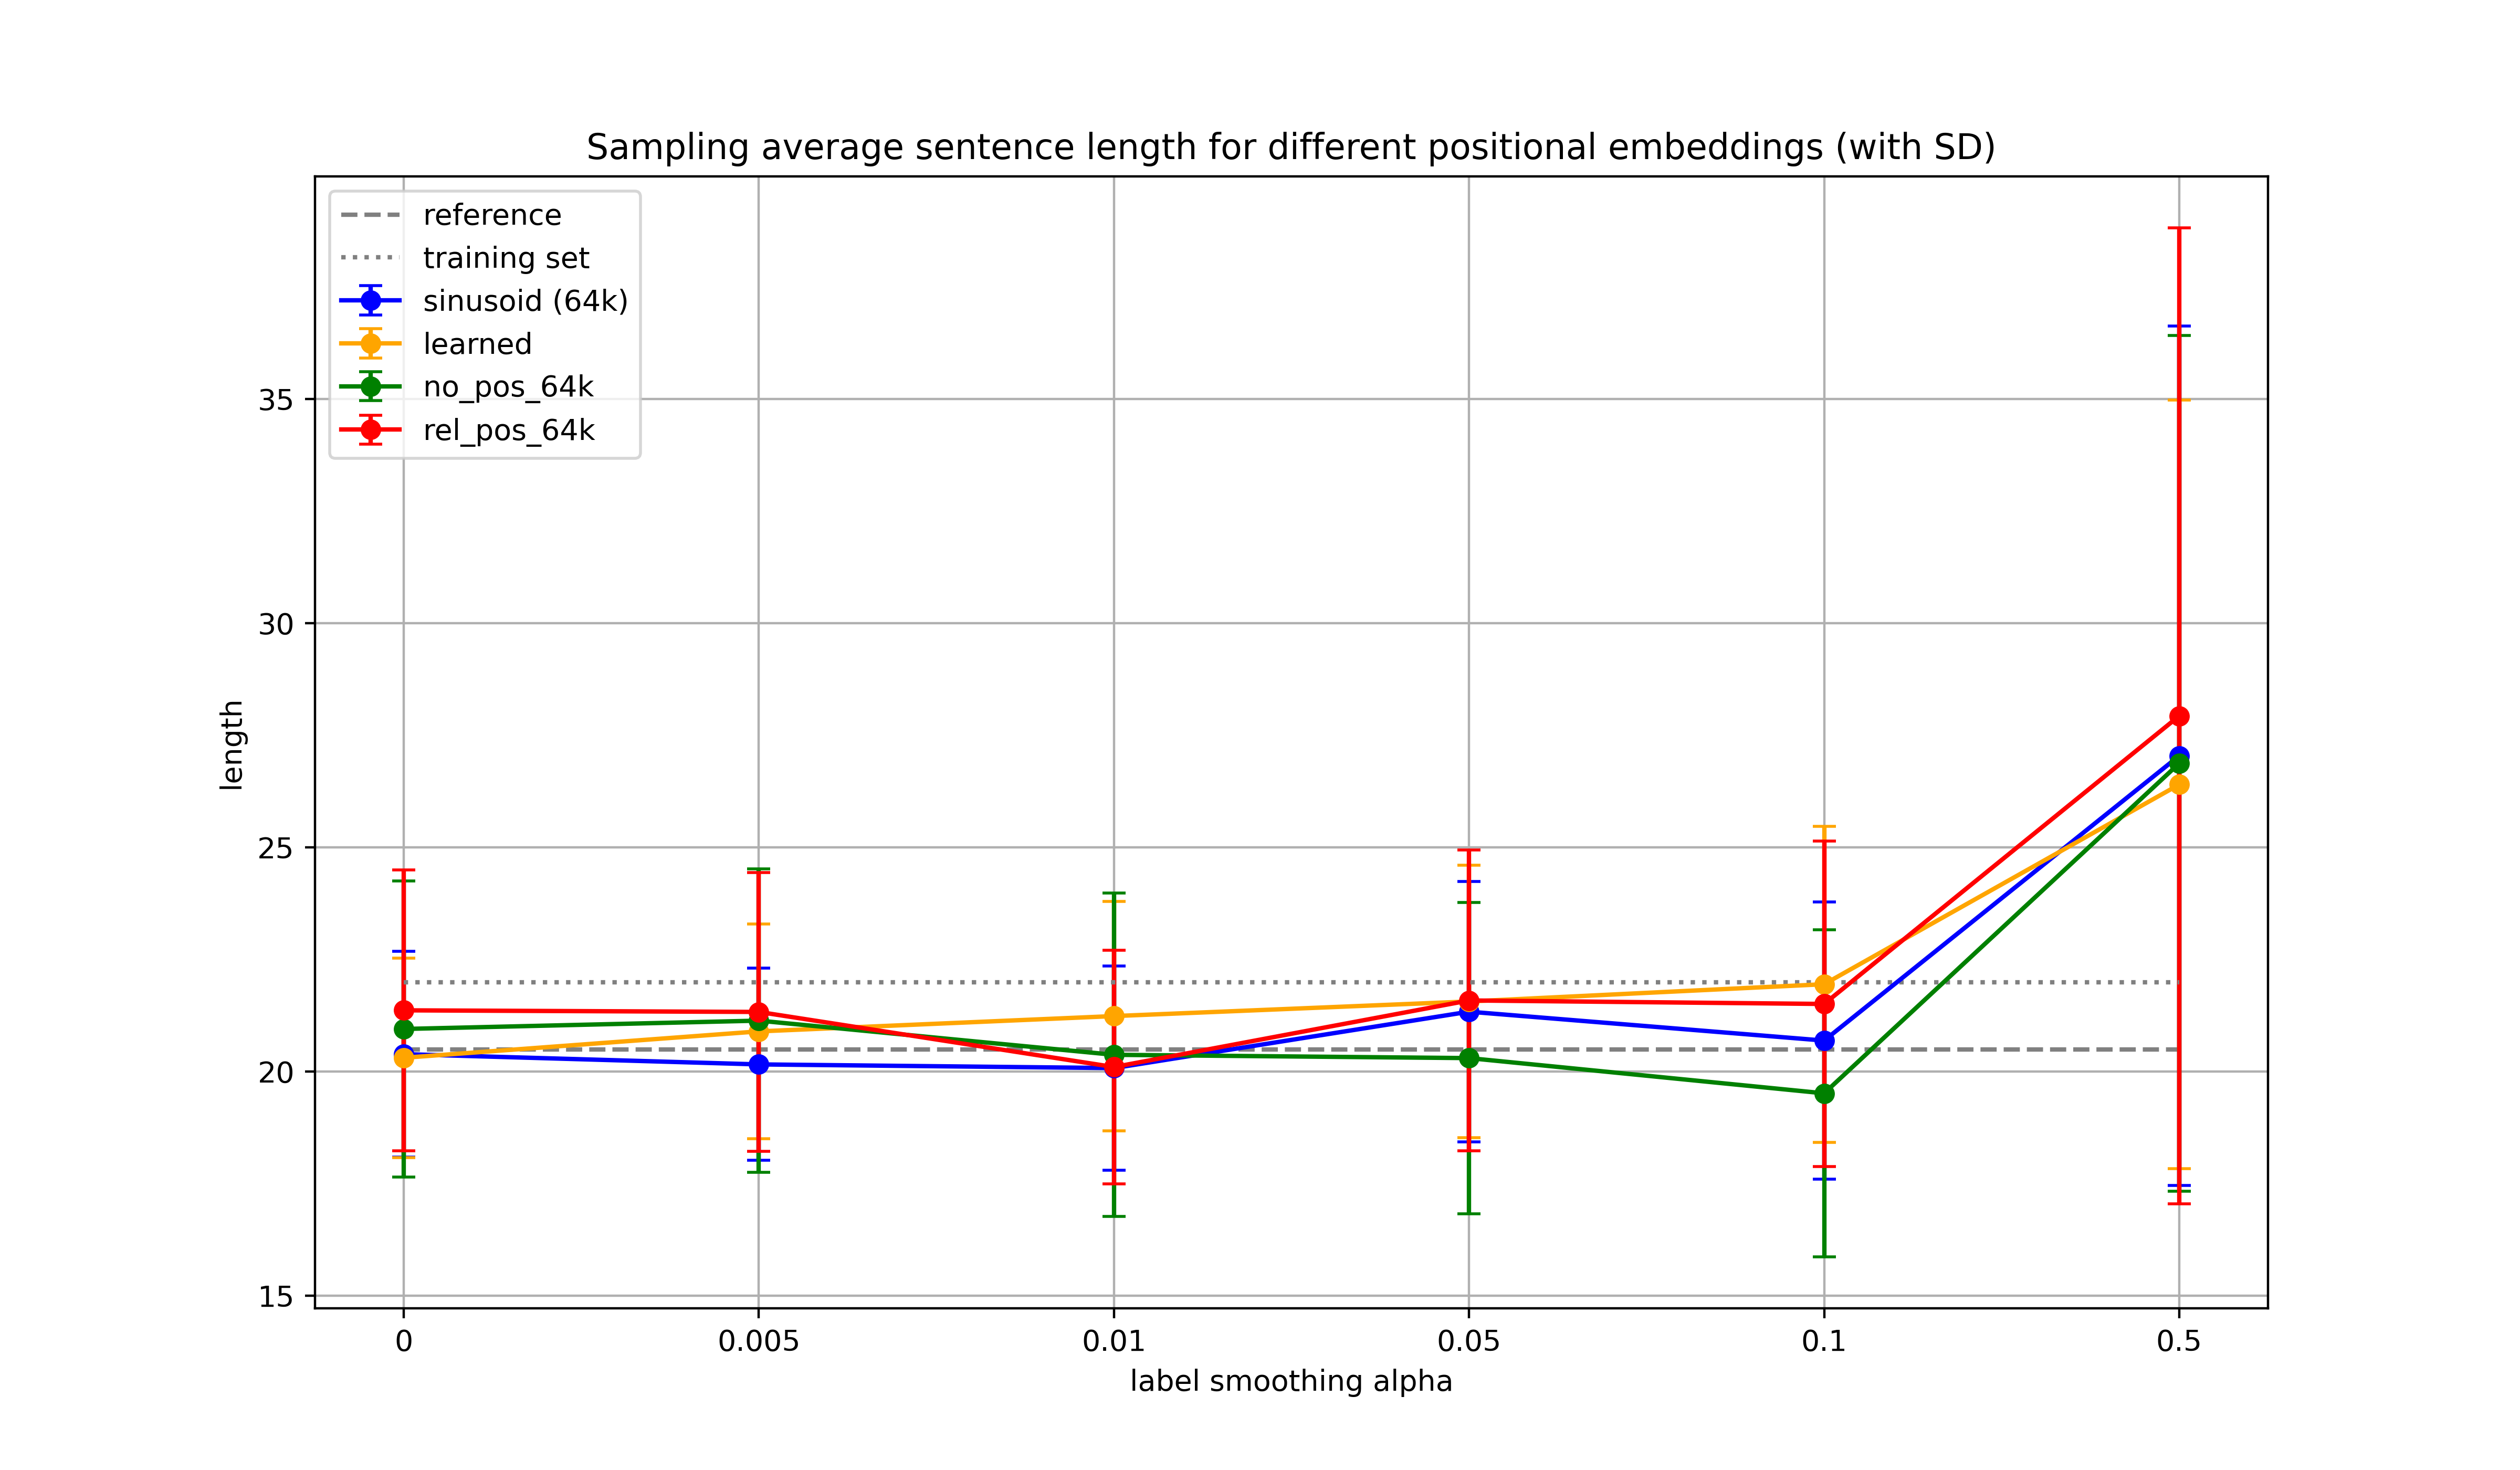 Sampling average sentence length for different positional embeddings (with SD)
reference
training set
sinusoid (64k)
learned
no_pos_64k
rel_pos_64k
35
30
25
20
15
length
0 0.005 0.01 0.05 0.1 0.5
label smoothing alpha